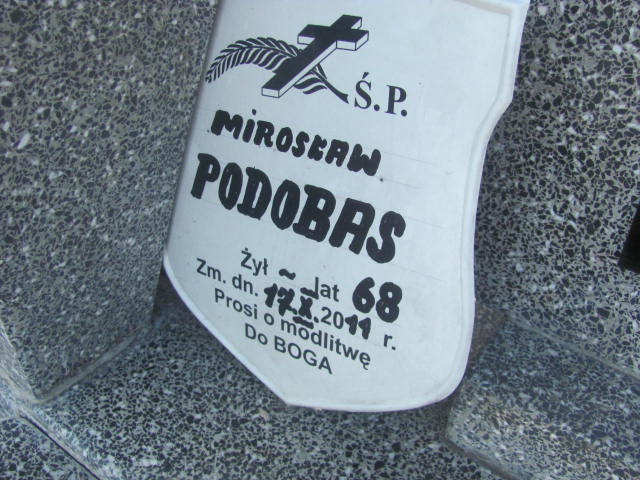 Ś.P.
MIROSŁAW
PODOBAS
Żył ~ lat 68
Zm. dn. 17.X.2011 r.
Prosi o modlitwę
Do BOGA